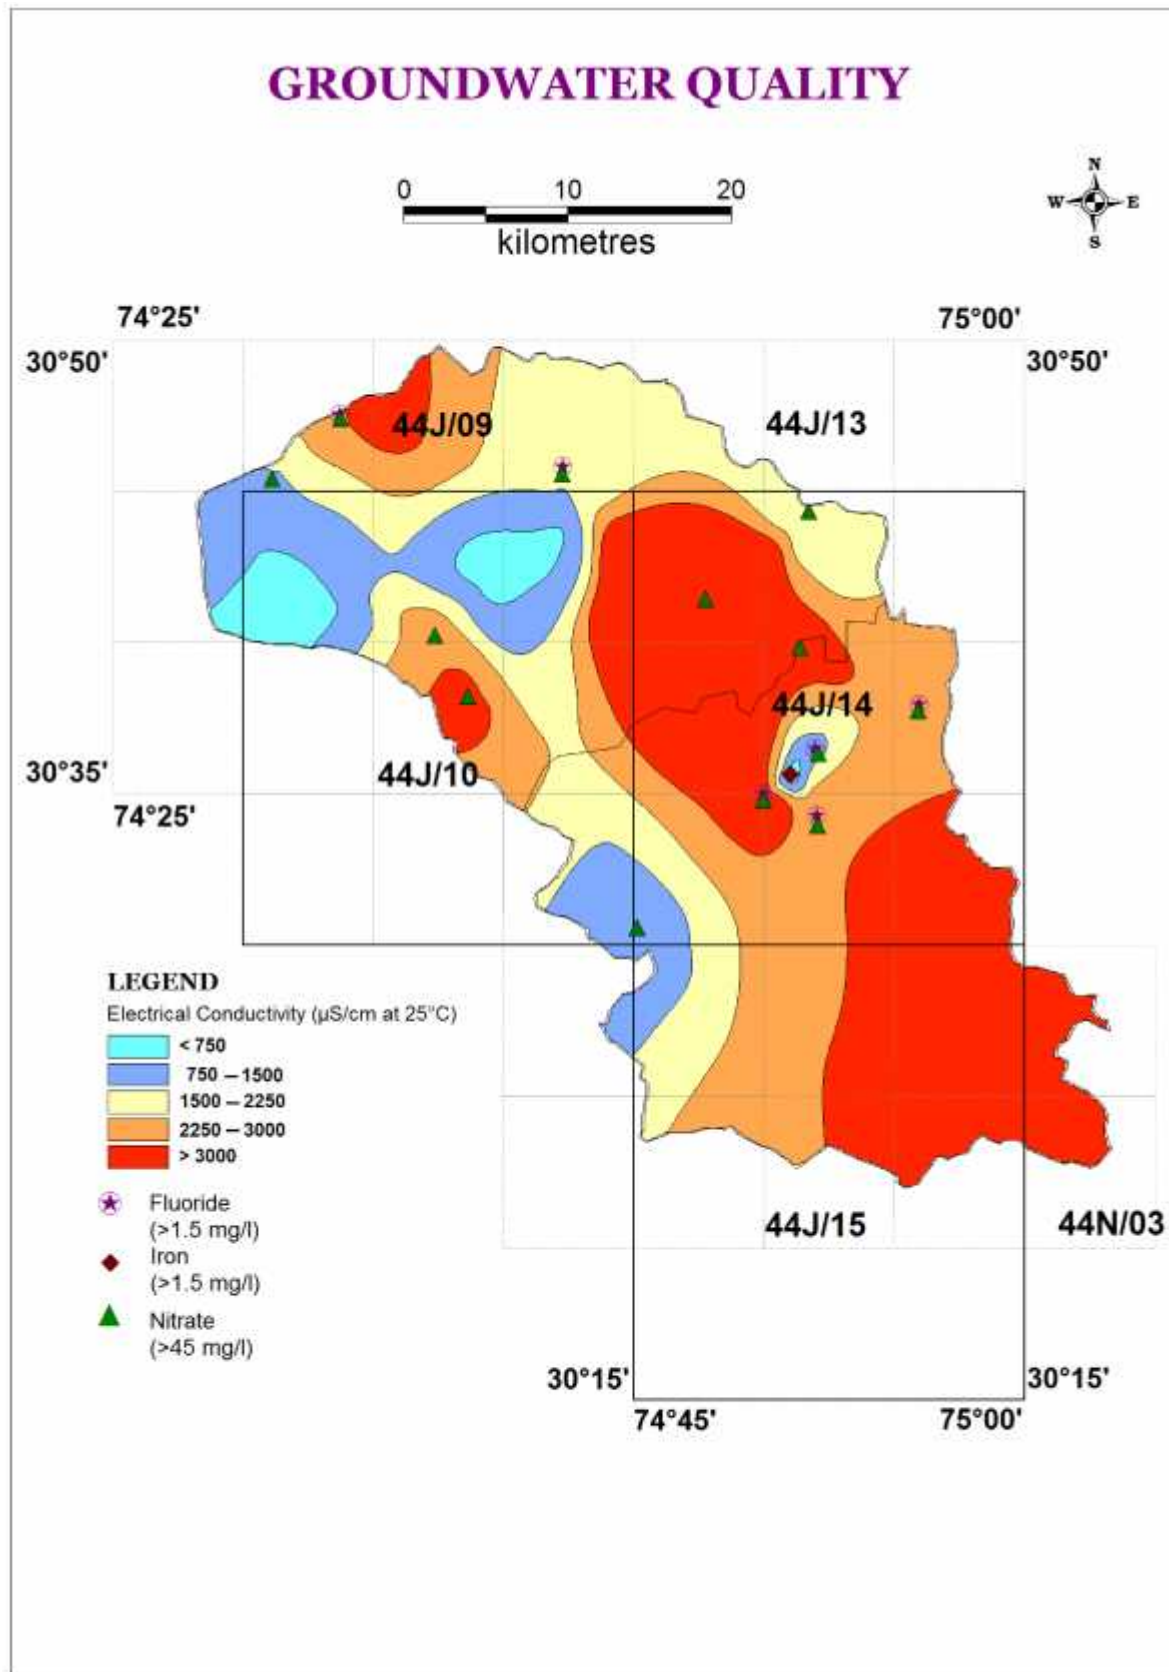 GROUNDWATER QUALITY
0 10 20
kilometres
N
W E
S
74°25' 75°00'
30°50' 30°50'
44J/09 44J/13
44J/14
30°35' 44J/10
74°25'
LEGEND
Electrical Conductivity (µS/cm at 25°C)
< 750
750 – 1500
1500 – 2250
2250 – 3000
> 3000
Fluoride
(>1.5 mg/l)
Iron
(>1.5 mg/l)
Nitrate
(>45 mg/l)
44J/15 44N/03
30°15' 30°15'
74°45' 75°00'